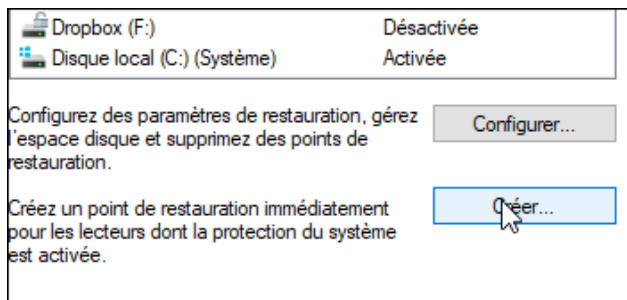 Dropbox (F:) Désactivée
Disque local (C:) (Système) Activée
Configurez des paramètres de restauration, gérez
l'espace disque et supprimez des points de
restauration.
Configurer...
Créez un point de restauration immédiatement
pour les lecteurs dont la protection du système
est activée.
Créer...